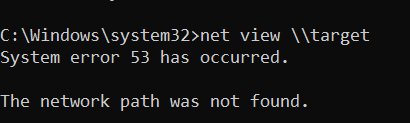 C:\Windows\system32>net view \\target
System error 53 has occurred.
The network path was not found.